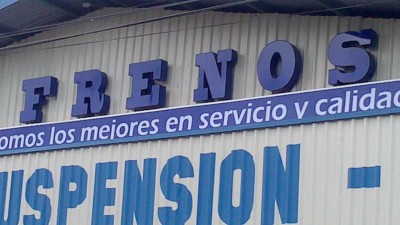 FRENOS
omos los mejores en servicio y calidad
USPENSION -